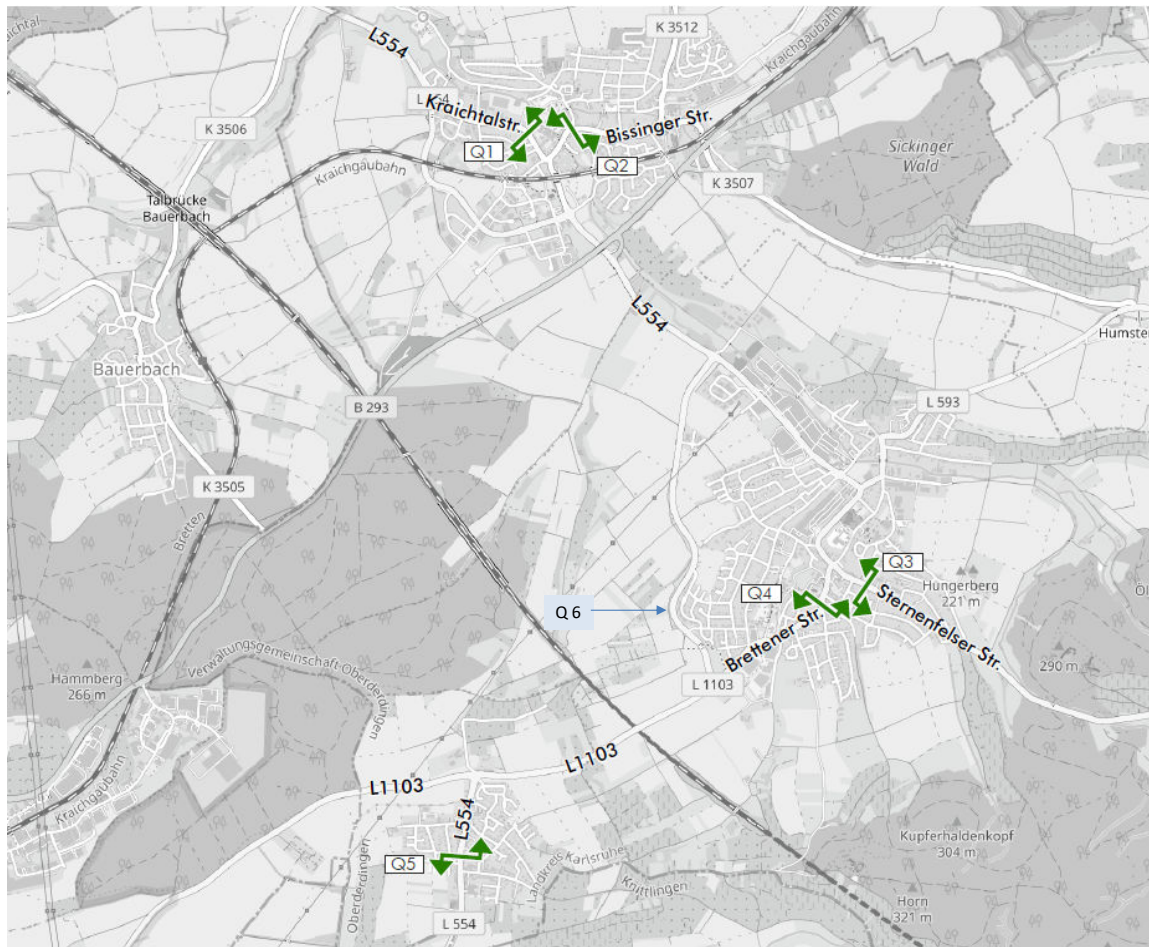 L554
K 3512
Kraichgaubahn
K 3506
Kraichtalstr.
Bissinger Str.
Q1
Q2
Kraichgaubahn
K 3507
Sickinger
Wald
Talbrücke
Bauerbach
L554
Humste
Bauerbach
B 293
L 593
K 3505
Bretten
Q3
Q4
Hungerberg
221 m
Q 6
Sternenfelser Str.
Brettener Str.
Verwaltungsgemeinschaft Oberderdingen
Hammberg
266 m
290 m
L 1103
L1103
L1103
Kraichgaubahn
L554
Kupferhaldenkopf
304 m
Q5
Oberderdingen
Landkreis Karlsruhe
Knittlingen
Horn
321 m
L 554